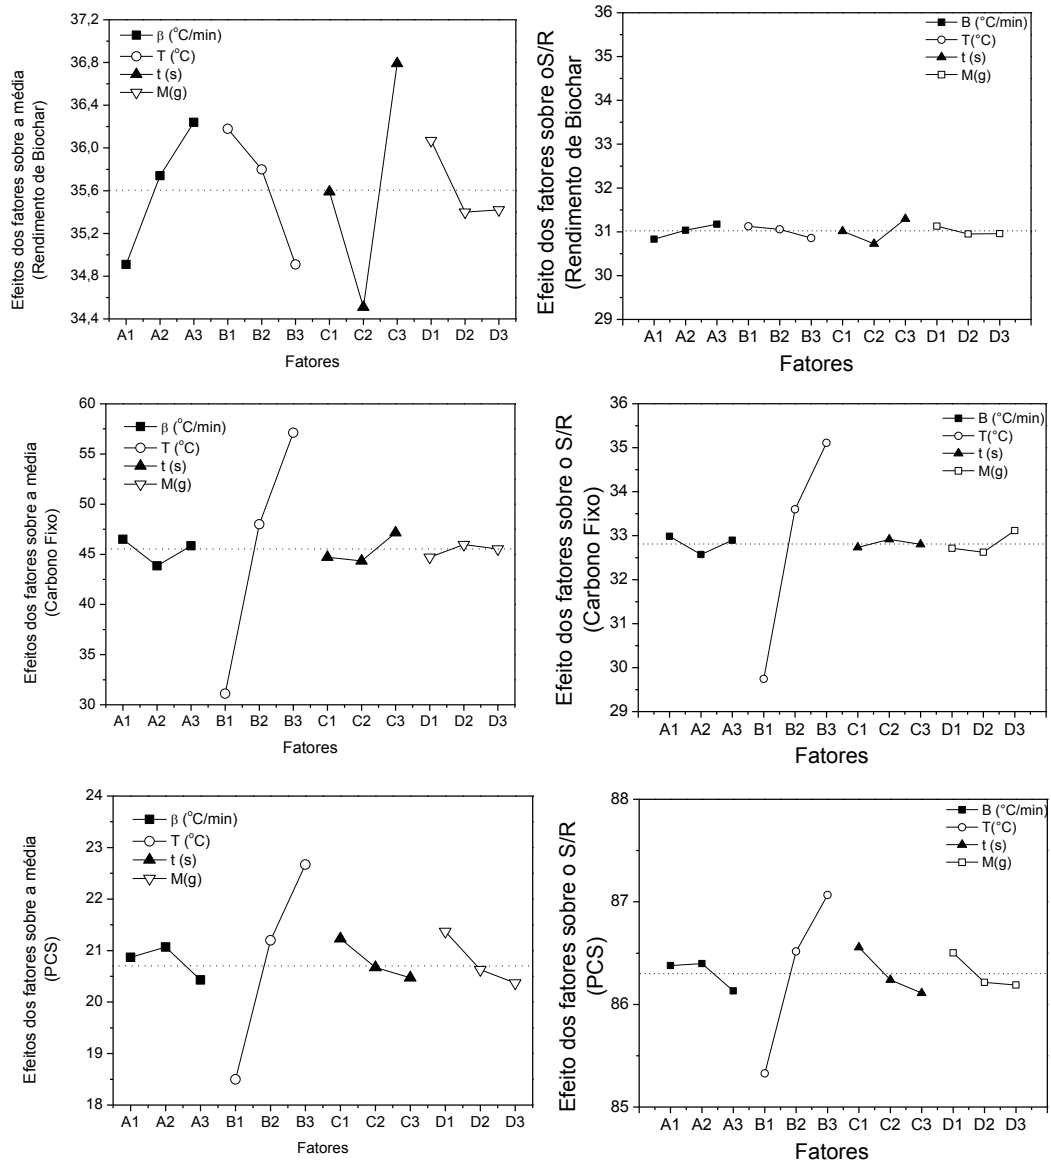 Efeitos dos fatores sobre a média
(Rendimento de Biochar)
37,2
36,8
36,4
36,0
35,6
35,2
34,8
34,4
β (°C/min)
T (°C)
t (s)
M(g)
A1 A2 A3 B1 B2 B3 C1 C2 C3 D1 D2 D3
Fatores
Efeito dos fatores sobre oS/R
(Rendimento de Biochar
36
35
34
33
32
31
30
29
B (°C/min)
T(°C)
t (s)
M(g)
A1 A2 A3 B1 B2 B3 C1 C2 C3 D1 D2 D3
Fatores
Efeitos dos fatores sobre a média
(Carbono Fixo)
60
55
50
45
40
35
30
β (°C/min)
T (°C)
t (s)
M(g)
A1 A2 A3 B1 B2 B3 C1 C2 C3 D1 D2 D3
Fatores
Efeito dos fatores sobre o S/R
(Carbono Fixo)
36
35
34
33
32
31
30
29
B (°C/min)
T(°C)
t (s)
M(g)
A1 A2 A3 B1 B2 B3 C1 C2 C3 D1 D2 D3
Fatores
Efeitos dos fatores sobre a média
(PCS)
24
23
22
21
20
19
18
β (°C/min)
T (°C)
t (s)
M(g)
A1 A2 A3 B1 B2 B3 C1 C2 C3 D1 D2 D3
Fatores
Efeito dos fatores sobre o S/R
(PCS)
88
87
86
85
B (°C/min)
T(°C)
t (s)
M(g)
A1 A2 A3 B1 B2 B3 C1 C2 C3 D1 D2 D3
Fatores